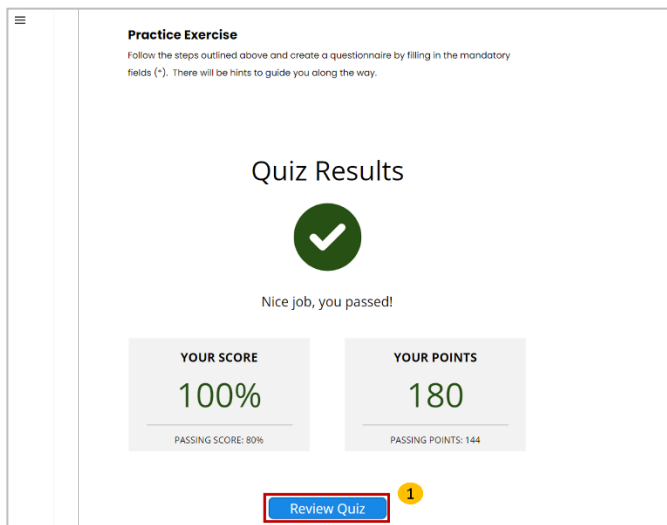 Practice Exercise
Follow the steps outlined above and create a questionnaire by filling in the mandatory
fields (*). There will be hints to guide you along the way.
Quiz Results
Nice job, you passed!
YOUR SCORE
100%
PASSING SCORE: 80%
YOUR POINTS
180
PASSING POINTS: 144
1
Review Quiz